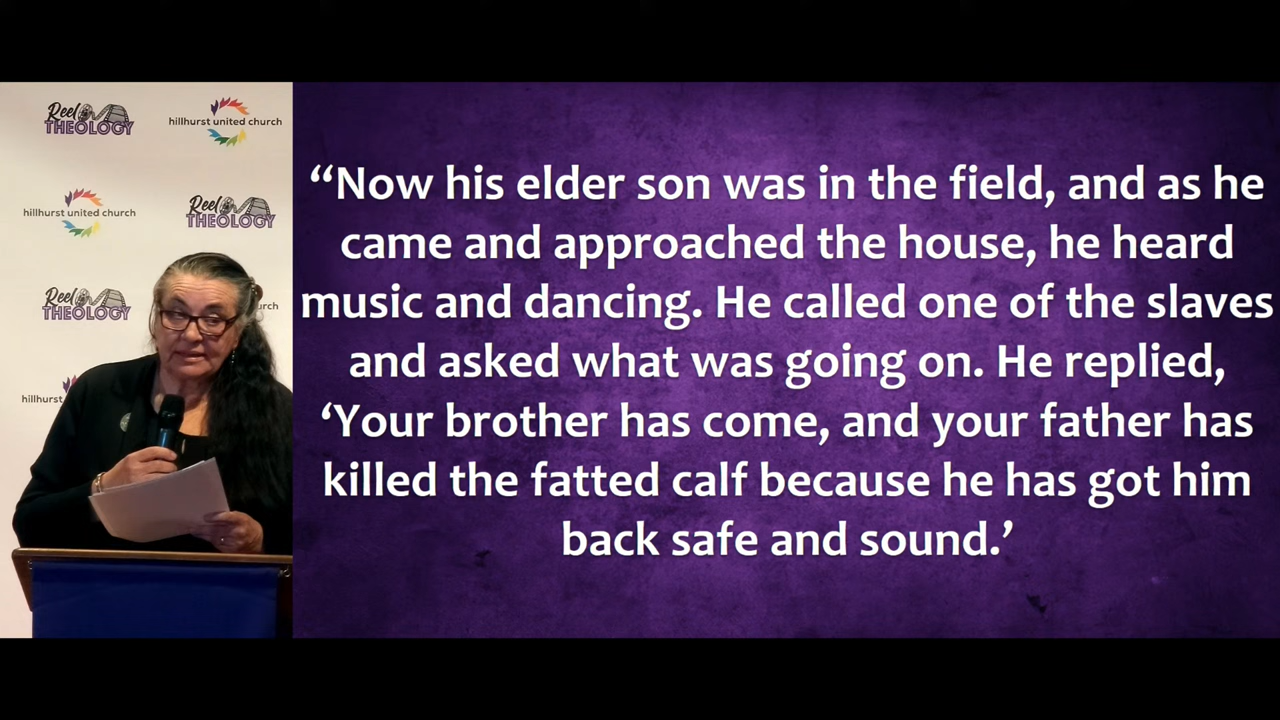 Reel
THEOLOGY
hillhurst united church
hillhurst united church
Reel
THEOLOGY
Reel
THEOLOGY
church
hillhurst
“Now his elder son was in the field, and as he
came and approached the house, he heard
music and dancing. He called one of the slaves
and asked what was going on. He replied,
‘Your brother has come, and your father has
killed the fatted calf because he has got him
back safe and sound.’